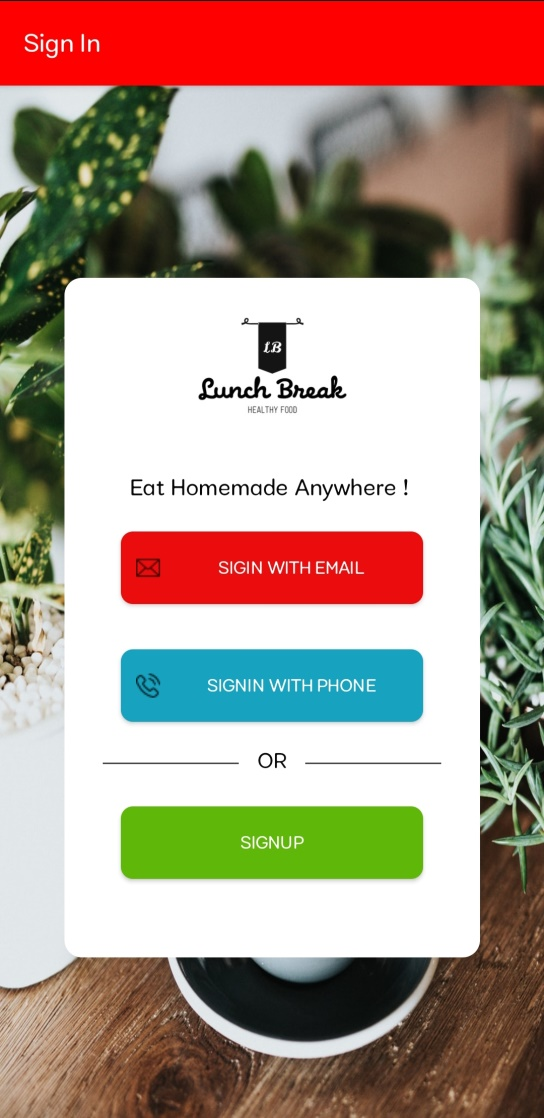 Sign In
LB
Lunch Break
HEALTHY FOOD
Eat Homemade Anywhere !
SIGIN WITH EMAIL
SIGNIN WITH PHONE
OR
SIGNUP